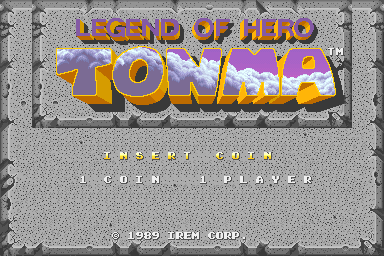 LEGEND OF HERO
TONMA™
INSERT COIN
1 COIN 1 PLAYER
© 1989 IREM CORP.